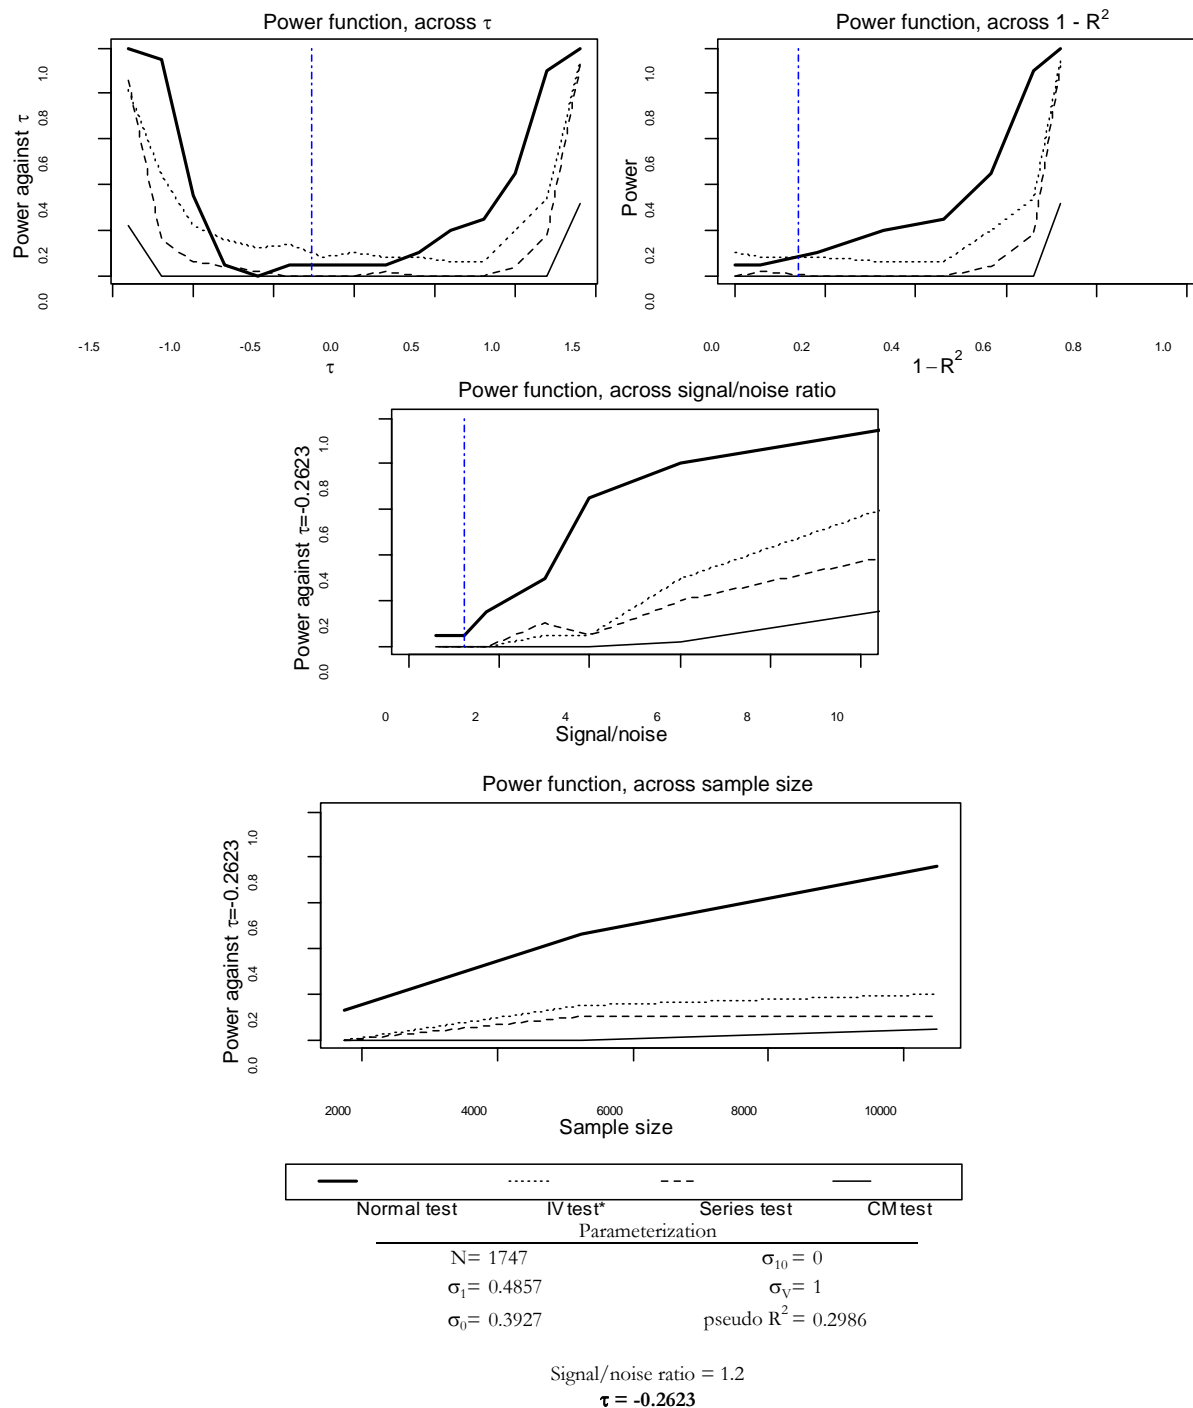 Power function, across τ
Power against τ
0.0 0.2 0.4 0.6 0.8 1.0
-1.5 -1.0 -0.5 0.0 0.5 1.0 1.5
τ
Power function, across 1 - R²
Power
0.0 0.2 0.4 0.6 0.8 1.0
0.0 0.2 0.4 0.6 0.8 1.0
1−R²
Power function, across signal/noise ratio
Power against τ=-0.2623
0.0 0.2 0.4 0.6 0.8 1.0
0 2 4 6 8 10
Signal/noise
Power function, across sample size
Power against τ=-0.2623
0.0 0.2 0.4 0.6 0.8 1.0
2000 4000 6000 8000 10000
Sample size
Normal test IV test* Series test CM test
Parameterization
N= 1747 σ₁₀ = 0
σ₁= 0.4857 σᵥ= 1
σ₀= 0.3927 pseudo R² = 0.2986
Signal/noise ratio = 1.2
τ = -0.2623